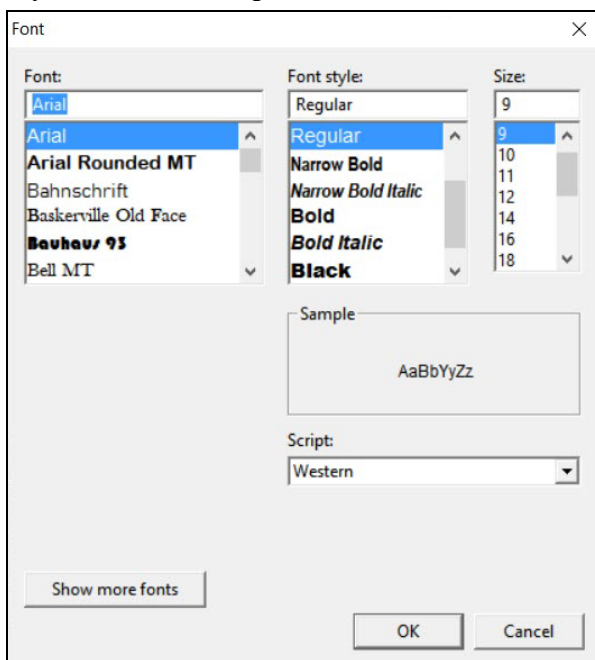 Font
Font:
Arial
Arial
Arial Rounded MT
Bahnschrift
Baskerville Old Face
Bauhaus 93
Bell MT
Font style:
Regular
Regular
Narrow Bold
Narrow Bold Italic
Bold
Bold Italic
Black
Size:
9
9
10
11
12
14
16
18
Sample
AaBbYyZz
Script:
Western
Show more fonts
OK
Cancel